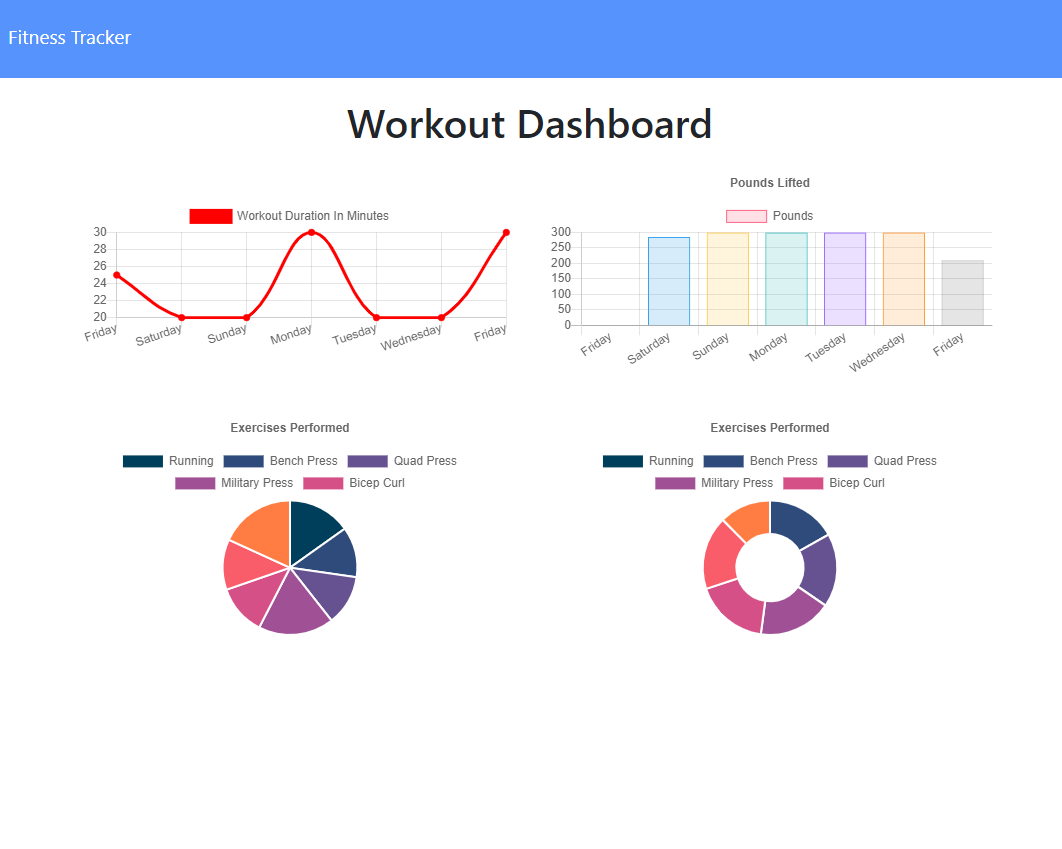 Fitness Tracker
Workout Dashboard
Workout Duration In Minutes
30
28
26
24
22
20
Friday Saturday Sunday Monday Tuesday Wednesday Friday
Pounds Lifted
Pounds
300
250
200
150
100
50
0
Friday Saturday Sunday Monday Tuesday Wednesday Friday
Exercises Performed
Running Bench Press Quad Press
Military Press Bicep Curl
Exercises Performed
Running Bench Press Quad Press
Military Press Bicep Curl